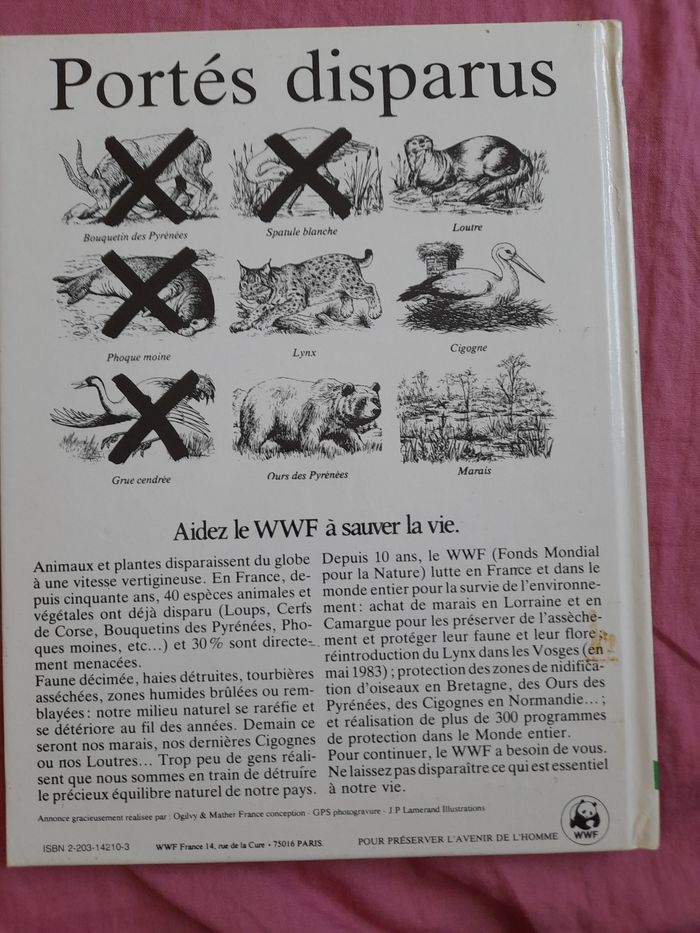 Portés disparus
Bouquetin des Pyrénées
Spatule blanche
Loutre
Phoque moine
Lynx
Cigogne
Grue cendrée
Ours des Pyrénées
Marais
Aidez le WWF à sauver la vie.
Animaux et plantes disparaissent du globe
à une vitesse vertigineuse. En France, de-
puis cinquante ans, 40 espèces animales et
végétales ont déjà disparu (Loups, Cerfs
de Corse, Bouquetins des Pyrénées, Pho-
ques moines, etc...) et 30% sont directe-
ment menacées.
Faune décimée, haies détruites, tourbières
asséchées, zones humides brûlées ou rem-
blayées : notre milieu naturel se raréfie et
se détériore au fil des années. Demain ce
seront nos marais, nos dernières Cigognes
ou nos Loutres... Trop peu de gens réali-
sent que nous sommes en train de détruire
le précieux équilibre naturel de notre pays.
Depuis 10 ans, le WWF (Fonds Mondial
pour la Nature) lutte en France et dans le
monde entier pour la survie de l'environne-
ment : achat de marais en Lorraine et en
Camargue pour les préserver de l'assèche-
ment et protéger leur faune et leur flore ;
réintroduction du Lynx dans les Vosges (en
mai 1983) ; protection des zones de nidifica-
tion d'oiseaux en Bretagne, des Ours des
Pyrénées, des Cigognes en Normandie... ;
et réalisation de plus de 300 programmes
de protection dans le Monde entier.
Pour continuer, le WWF a besoin de vous.
Ne laissez pas disparaître ce qui est essentiel
à notre vie.
Annonce gracieusement réalisée par : Ogilvy & Mather France conception - GPS photogravure - J.P Lamerand Illustrations
ISBN 2-203-14210-3
WWF France 14, rue de la Cure • 75016 PARIS.
POUR PRÉSERVER L'AVENIR DE L'HOMME
WWF